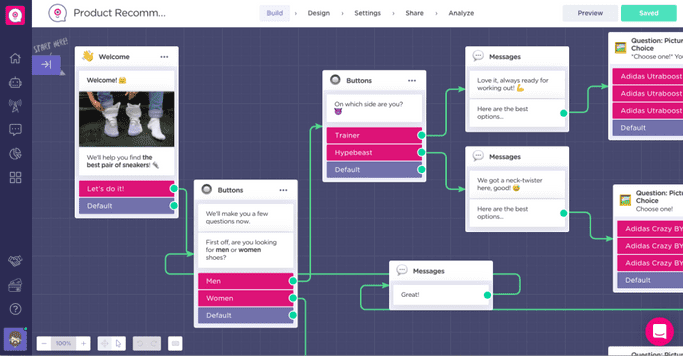 Product Recomm...
Build
Design
Settings
Share
Analyze
Preview
Saved
START HERE!
Welcome
Welcome!
We'll help you find the
best pair of sneakers!
Let's do it!
Default
Buttons
We'll make you a few
questions now.
First off, are you looking
for men or women
shoes?
Men
Women
Default
Buttons
On which side are you?
Trainer
Hypebeast
Default
Messages
Love it, always ready for
working out!
Here are the best
options...
Messages
We got a neck-twister
here, good!
Here are the best
options...
Messages
Great!
Question: Pictur
Choice
*Choose one!* You
Adidas Utraboost
Adidas Utraboost
Adidas Utraboost
Default
Question: Pictu
Choice
Choose one!
Adidas Crazy BY
Adidas Crazy BY
Adidas Crazy BY
Default
100%